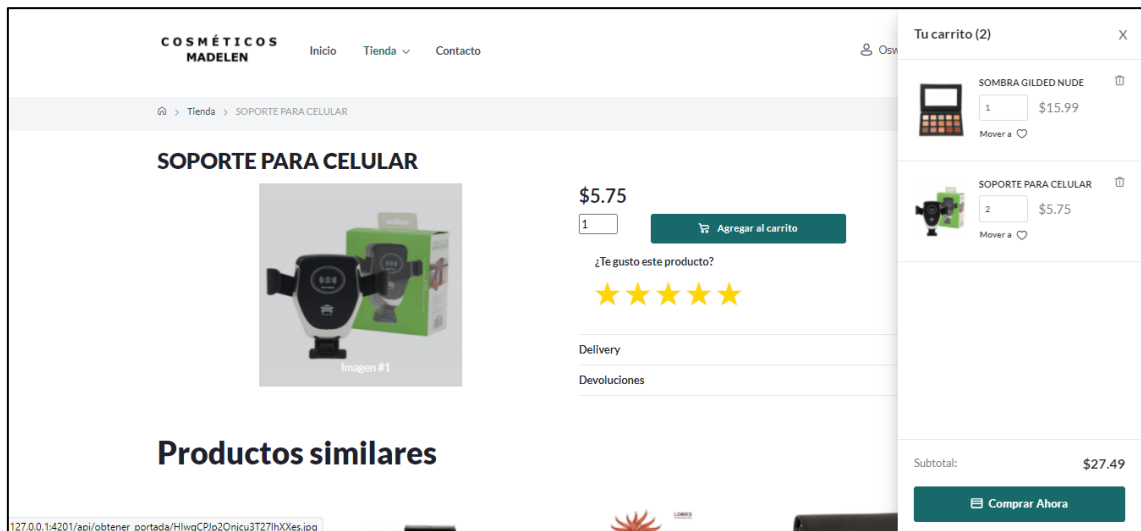 COSMÉTICOS
MADELEN
Inicio
Tienda
Contacto
Osw
> Tienda > SOPORTE PARA CELULAR
SOPORTE PARA CELULAR
Imagen #1
$5.75
1
Agregar al carrito
¿Te gusto este producto?
Delivery
Devoluciones
Productos similares
LOOKS
127.0.0.1:4201/api/obtener_portada/HlwgCPJp2Onjcu3T27IhXXes.jpg
Tu carrito (2)
X
SOMBRA GILDED NUDE
1
$15.99
Mover a
SOPORTE PARA CELULAR
2
$5.75
Mover a
Subtotal:
$27.49
Comprar Ahora